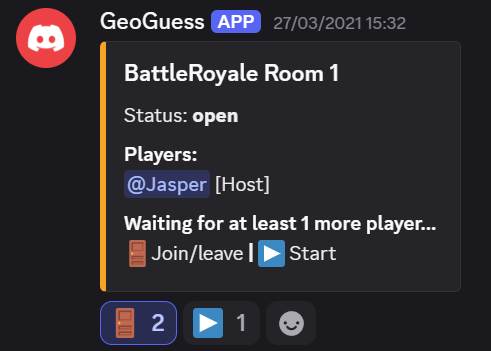 GeoGuess APP 27/03/2021 15:32
BattleRoyale Room 1
Status: open
Players:
@Jasper [Host]
Waiting for at least 1 more player...
🚪Join/leave | ▶️ Start
🚪 2 ▶️ 1